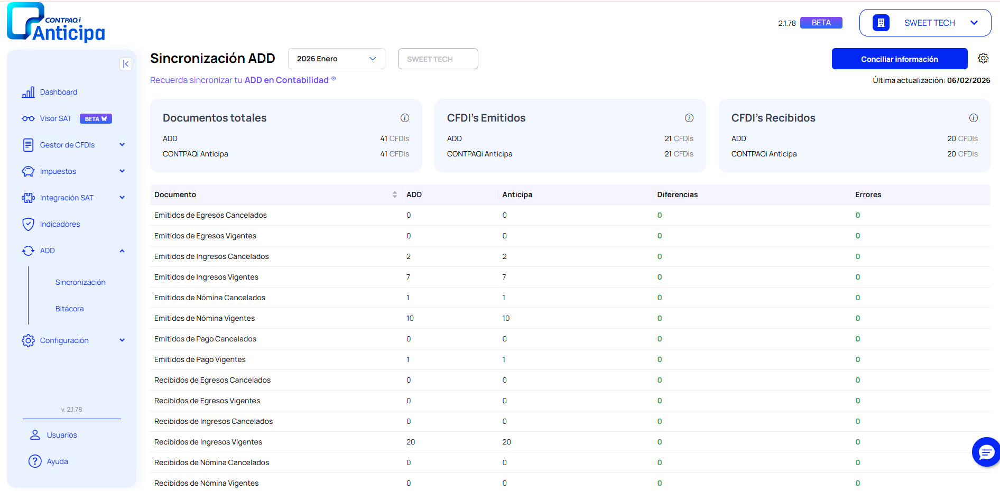 CONTPAQi
Anticipa
2.1.78 BETA SWEET TECH
Dashboard
Visor SAT BETA
Gestor de CFDIs
Impuestos
Integración SAT
Indicadores
ADD
Sincronización
Bitácora
Configuración
v. 2.1.78
Usuarios
Ayuda
Sincronización ADD 2026 Enero SWEET TECH Conciliar información
Recuerda sincronizar tu ADD en Contabilidad ®
Última actualización: 06/02/2026
Documentos totales
ADD 41 CFDIs
CONTPAQi Anticipa 41 CFDIs
CFDI's Emitidos
ADD 21 CFDIs
CONTPAQi Anticipa 21 CFDIs
CFDI's Recibidos
ADD 20 CFDIs
CONTPAQi Anticipa 20 CFDIs
Documento ADD Anticipa Diferencias Errores
Emitidos de Egresos Cancelados 0 0 0 0
Emitidos de Egresos Vigentes 0 0 0 0
Emitidos de Ingresos Cancelados 2 2 0 0
Emitidos de Ingresos Vigentes 7 7 0 0
Emitidos de Nómina Cancelados 1 1 0 0
Emitidos de Nómina Vigentes 10 10 0 0
Emitidos de Pago Cancelados 0 0 0 0
Emitidos de Pago Vigentes 1 1 0 0
Recibidos de Egresos Cancelados 0 0 0 0
Recibidos de Egresos Vigentes 0 0 0 0
Recibidos de Ingresos Cancelados 0 0 0 0
Recibidos de Ingresos Vigentes 20 20 0 0
Recibidos de Nómina Cancelados 0 0 0 0
Recibidos de Nómina Vigentes 0 0 0 0